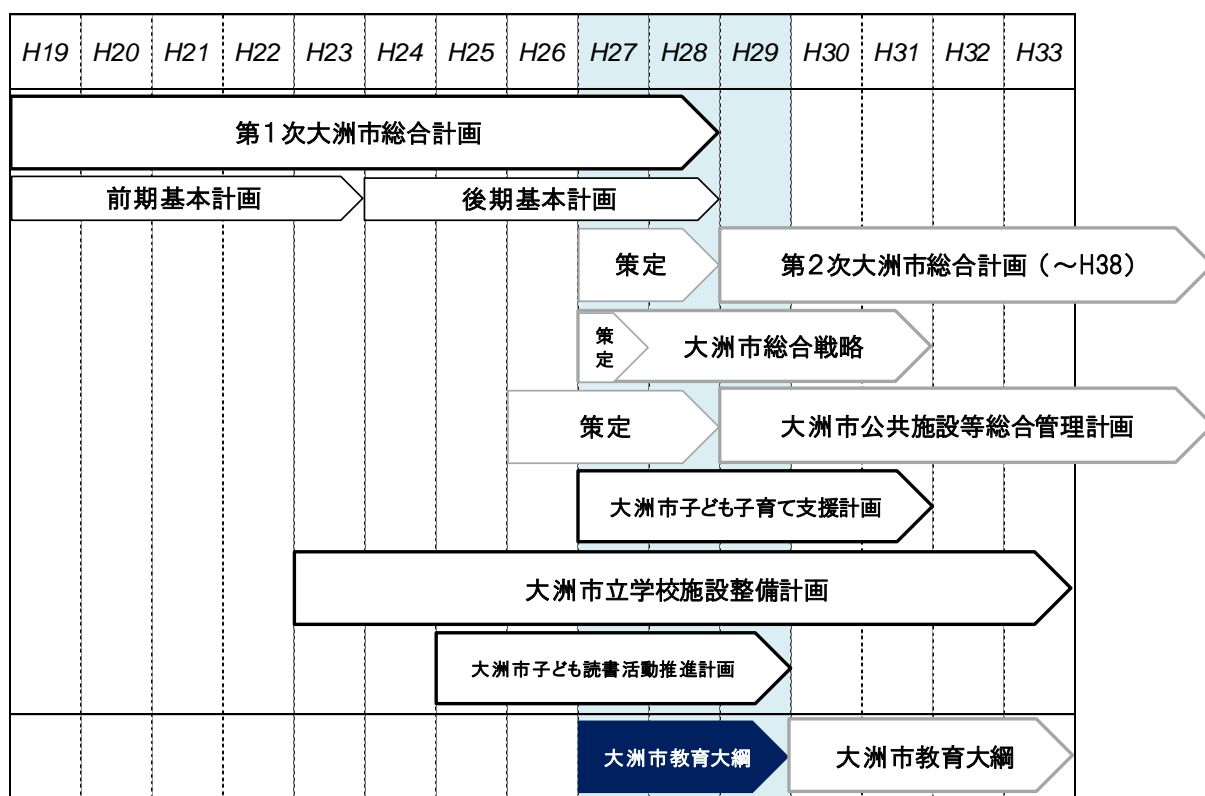 H19 H20 H21 H22 H23 H24 H25 H26 H27 H28 H29 H30 H31 H32 H33
第1次大洲市総合計画
前期基本計画 後期基本計画
策定 第2次大洲市総合計画（～H38）
策定 大洲市総合戦略
策定 大洲市公共施設等総合管理計画
大洲市子ども子育て支援計画
大洲市立学校施設整備計画
大洲市子ども読書活動推進計画
大洲市教育大綱 大洲市教育大綱